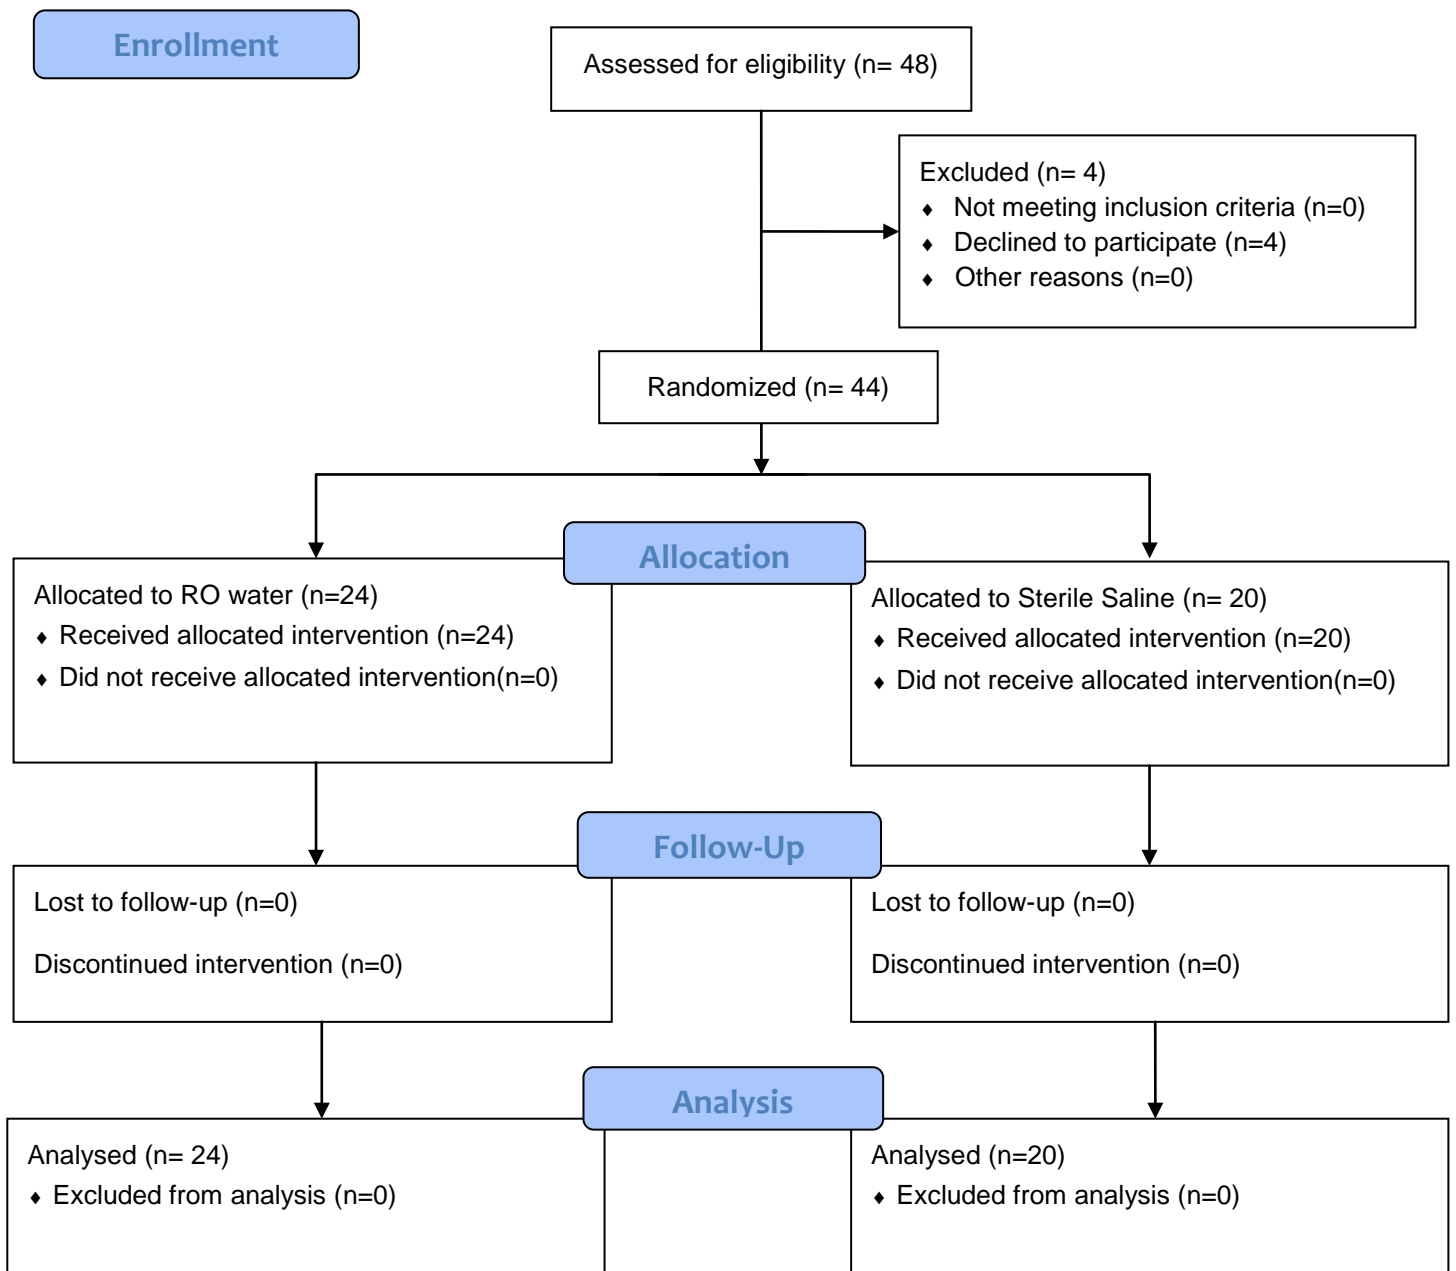 Enrollment
Assessed for eligibility (n= 48)
Excluded (n= 4)
♦ Not meeting inclusion criteria (n=0)
♦ Declined to participate (n=4)
♦ Other reasons (n=0)
Randomized (n= 44)
Allocation
Allocated to RO water (n=24)
♦ Received allocated intervention (n=24)
♦ Did not receive allocated intervention(n=0)
Allocated to Sterile Saline (n= 20)
♦ Received allocated intervention (n=20)
♦ Did not receive allocated intervention(n=0)
Follow-Up
Lost to follow-up (n=0)
Discontinued intervention (n=0)
Lost to follow-up (n=0)
Discontinued intervention (n=0)
Analysis
Analysed (n= 24)
♦ Excluded from analysis (n=0)
Analysed (n=20)
♦ Excluded from analysis (n=0)